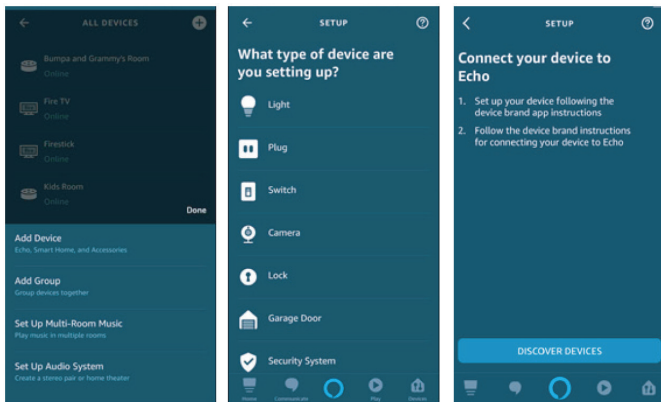 ALL DEVICES
Bumpa and Grammy's Room
Online
Fire TV
Online
Firestick
Online
Kids Room
Online
Done
Add Device
Echo, Smart Home, and Accessories
Add Group
Group devices together
Set Up Multi-Room Music
Play music in multiple rooms
Set Up Audio System
Create a stereo pair or home theater
SETUP
What type of device are
you setting up?
Light
Plug
Switch
Camera
Lock
Garage Door
Security System
Home
Communicate
Play
Devices
SETUP
Connect your device to
Echo
1. Set up your device following the
device brand app instructions
2. Follow the device brand instructions
for connecting your device to Echo
DISCOVER DEVICES